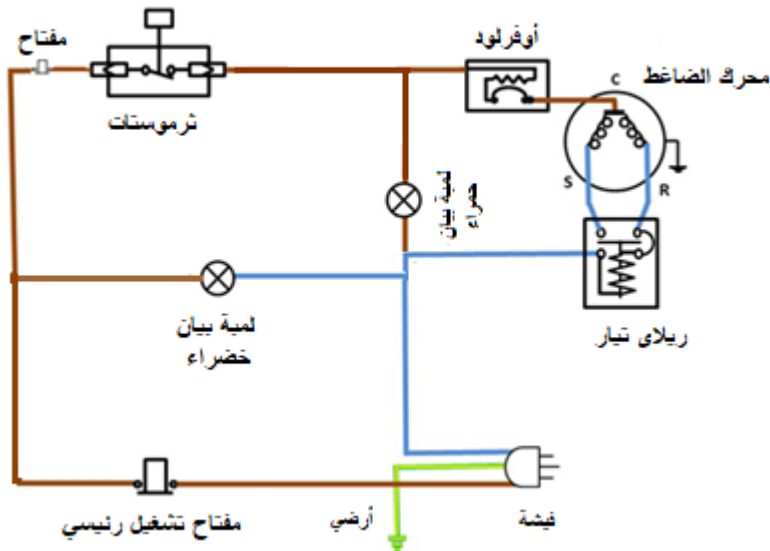 أوفرلود
مفتاح
محرك الضاغط
C
ثرموستات
S
R
لمبة بيان
حمراء
لمبة بيان
خضراء
ريلاى تيار
مفتاح تشغيل رئيسي
أرضي
فيشة